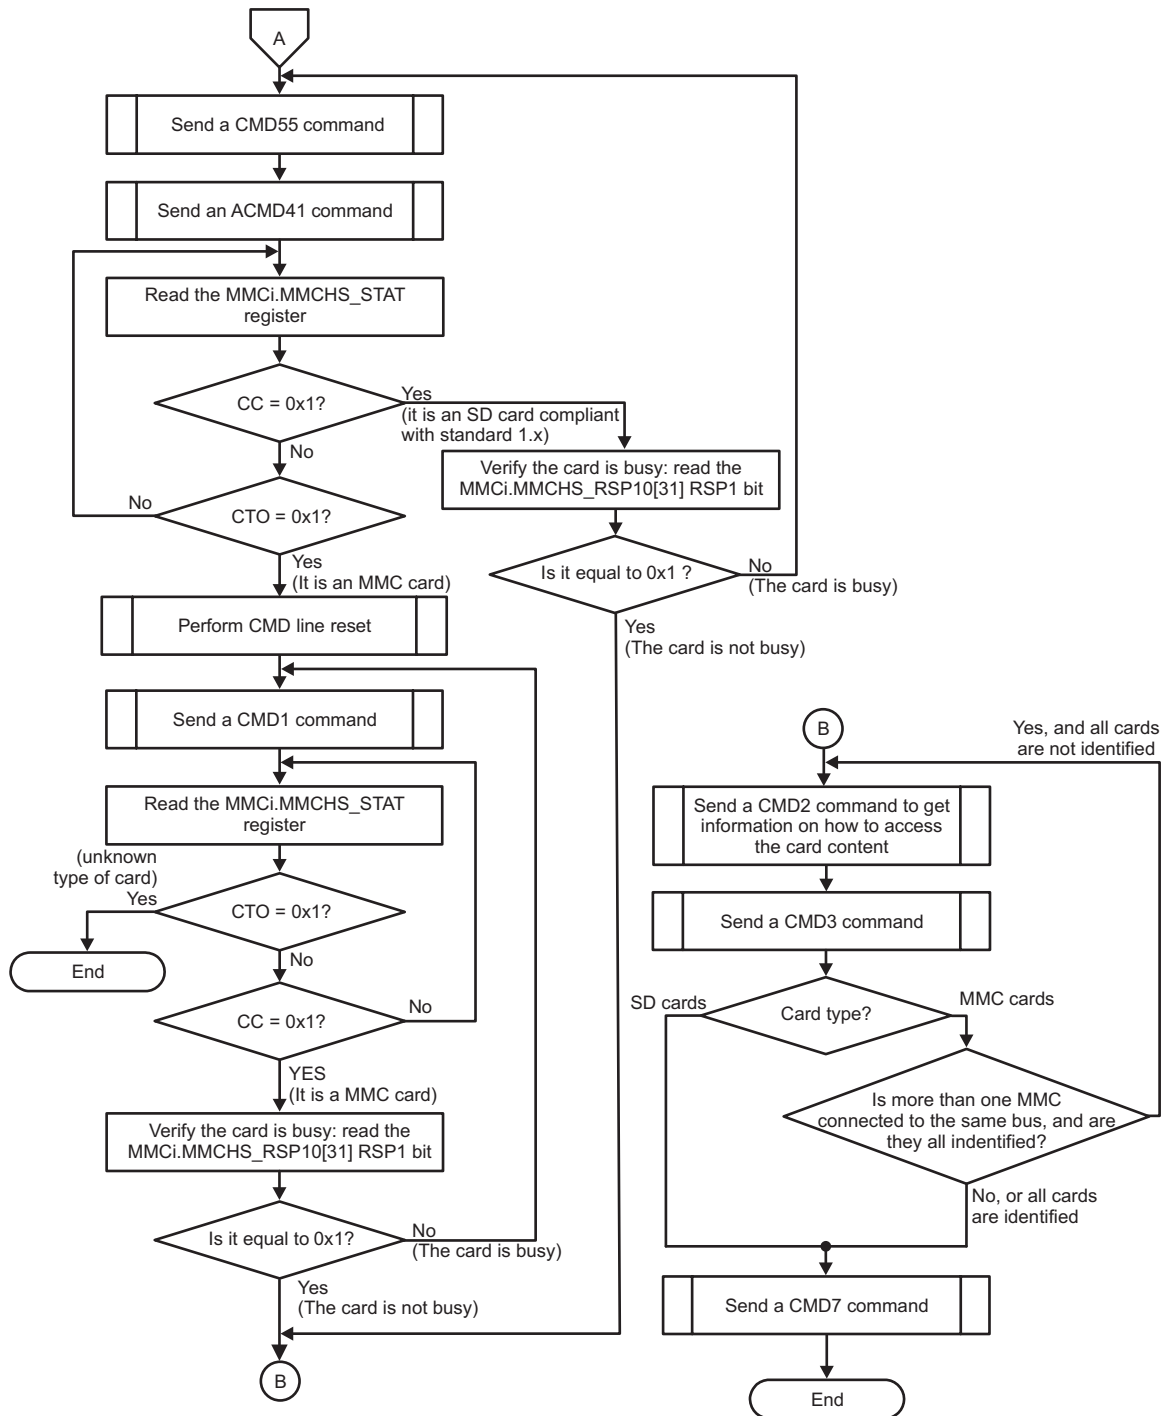 A
Send a CMD55 command
Send an ACMD41 command
Read the MMCi.MMCHS_STAT
register
CC = 0x1?
Yes
(it is an SD card compliant
with standard 1.x)
No
Verify the card is busy: read the
MMCi.MMCHS_RSP10[31] RSP1 bit
No
CTO = 0x1?
Is it equal to 0x1 ?
No
(The card is busy)
Yes
(It is an MMC card)
Yes
(The card is not busy)
Perform CMD line reset
Send a CMD1 command
Read the MMCi.MMCHS_STAT
register
(unknown
type of card)
Yes
CTO = 0x1?
End
No
CC = 0x1?
No
YES
(It is a MMC card)
Verify the card is busy: read the
MMCi.MMCHS_RSP10[31] RSP1 bit
Is it equal to 0x1?
No
(The card is busy)
Yes
(The card is not busy)
B
B
Yes, and all cards
are not identified
Send a CMD2 command to get
information on how to access
the card content
Send a CMD3 command
SD cards
Card type?
MMC cards
Is more than one MMC
connected to the same bus, and are
they all indentified?
No, or all cards
are identified
Send a CMD7 command
End